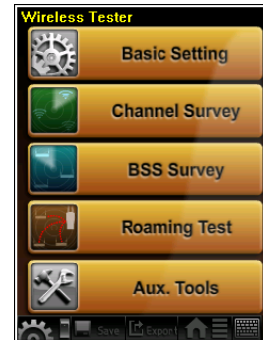 Wireless Tester
Basic Setting
Channel Survey
BSS Survey
Roaming Test
Aux. Tools
Save
Export